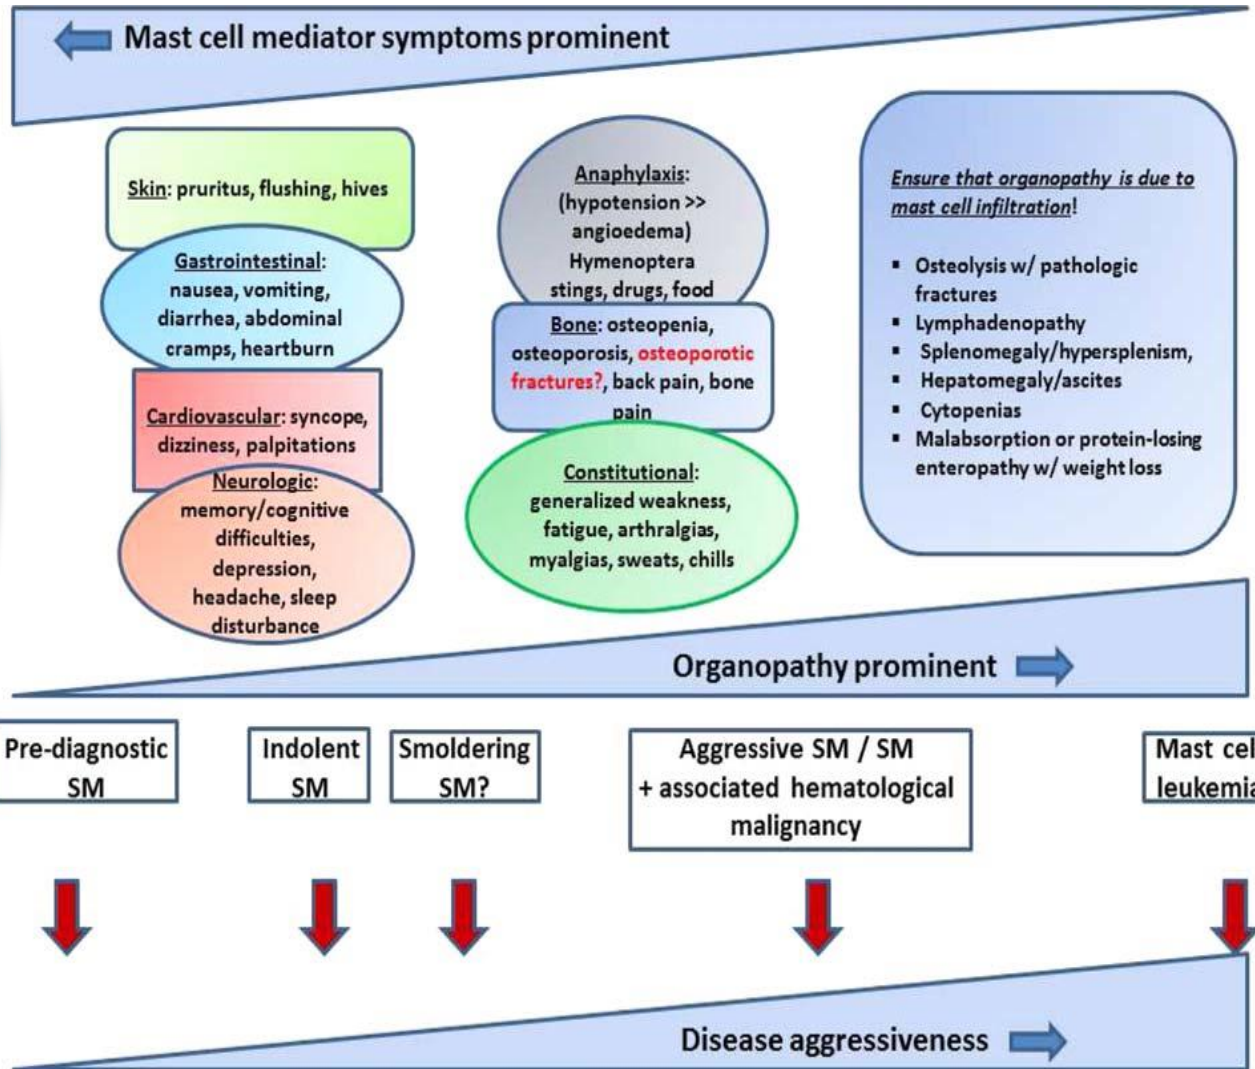 Mast cell mediator symptoms prominent
Skin: pruritus, flushing, hives
Gastrointestinal:
nausea, vomiting,
diarrhea, abdominal
cramps, heartburn
Cardiovascular: syncope,
dizziness, palpitations
Neurologic:
memory/cognitive
difficulties,
depression,
headache, sleep
disturbance
Anaphylaxis:
(hypotension >>
angioedema)
Hymenoptera
stings, drugs, food
Bone: osteopenia,
osteoporosis, osteoporotic
fractures?, back pain, bone
pain
Constitutional:
generalized weakness,
fatigue, arthralgias,
myalgias, sweats, chills
Ensure that organopathy is due to
mast cell infiltration!
▪ Osteolysis w/ pathologic
fractures
▪ Lymphadenopathy
▪ Splenomegaly/hypersplenism,
▪ Hepatomegaly/ascites
▪ Cytopenias
▪ Malabsorption or protein-losing
enteropathy w/ weight loss
Organopathy prominent
Pre-diagnostic
SM
Indolent
SM
Smoldering
SM?
Aggressive SM / SM
+ associated hematological
malignancy
Mast cel
leukemia
Disease aggressiveness